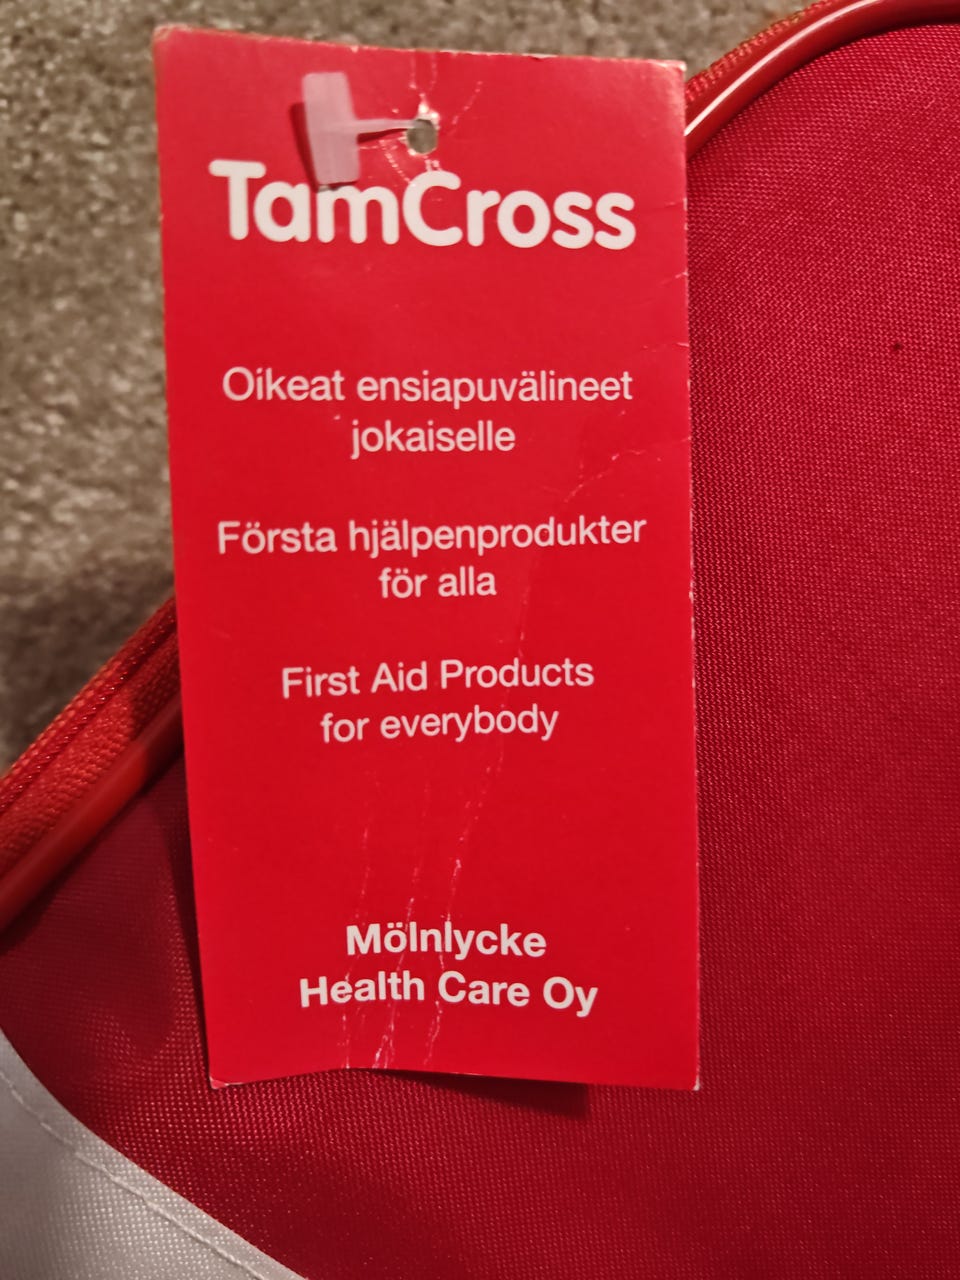 TamCross
Oikeat ensiapuvälineet
jokaiselle
Första hjälpenprodukter
för alla
First Aid Products
for everybody
Mölnlycke
Health Care Oy